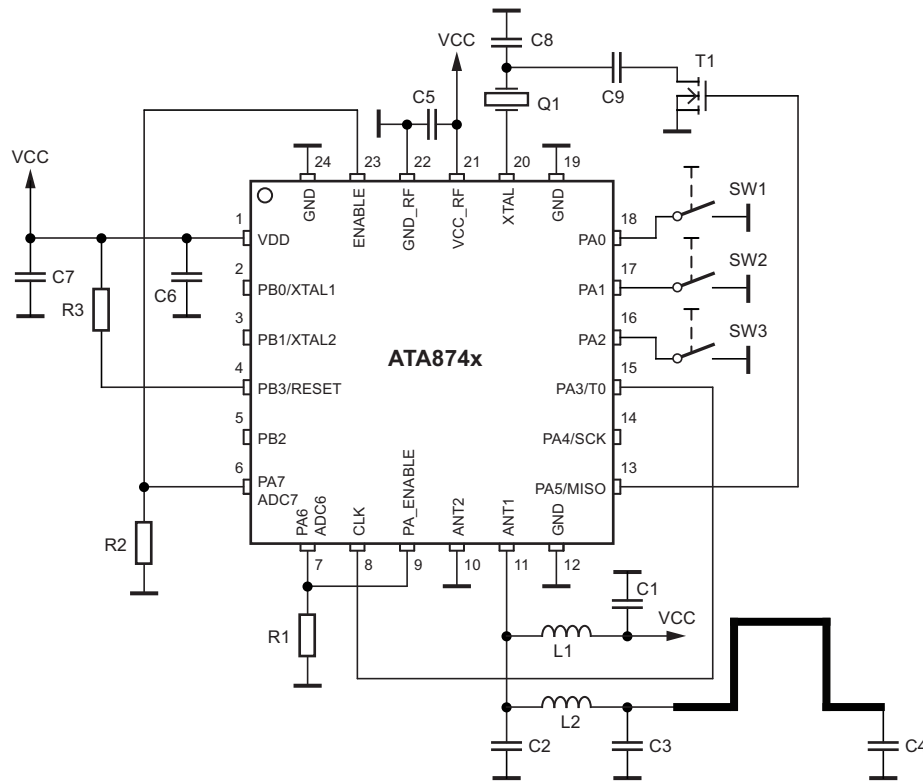 C8
VCC
T1
C5
Q1
C9
24 23 22 21 20 19
VCC
GND ENABLE GND_RF VCC_RF XTAL GND
SW1
1 18
VDD PA0
C7 C6
2 17 SW2
PB0/XTAL1 PA1
R3
3 16
PB1/XTAL2 PA2 SW3
ATA874x
4 15
PB3/RESET PA3/T0
5 14
PB2 PA4/SCK
6 13
PA7 PA5/MISO
ADC7
PA6 ADC6 CLK PA_ENABLE ANT2 ANT1 GND
R2
7 8 9 10 11 12
C1
R1 VCC
L1
L2
C2 C3 C4